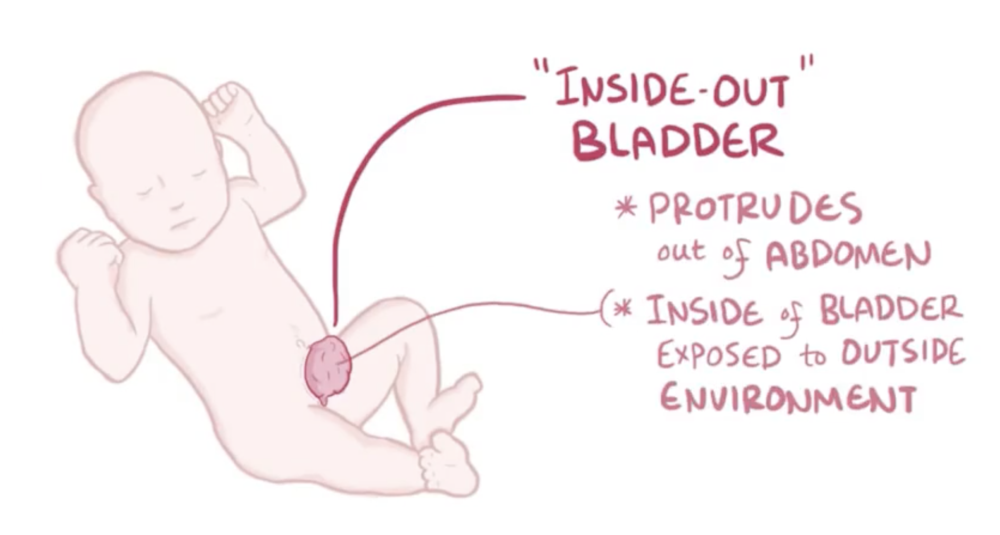 "INSIDE-OUT"
BLADDER
* PROTRUDES
out of ABDOMEN
(* INSIDE of BLADDER
EXPOSED to OUTSIDE
ENVIRONMENT